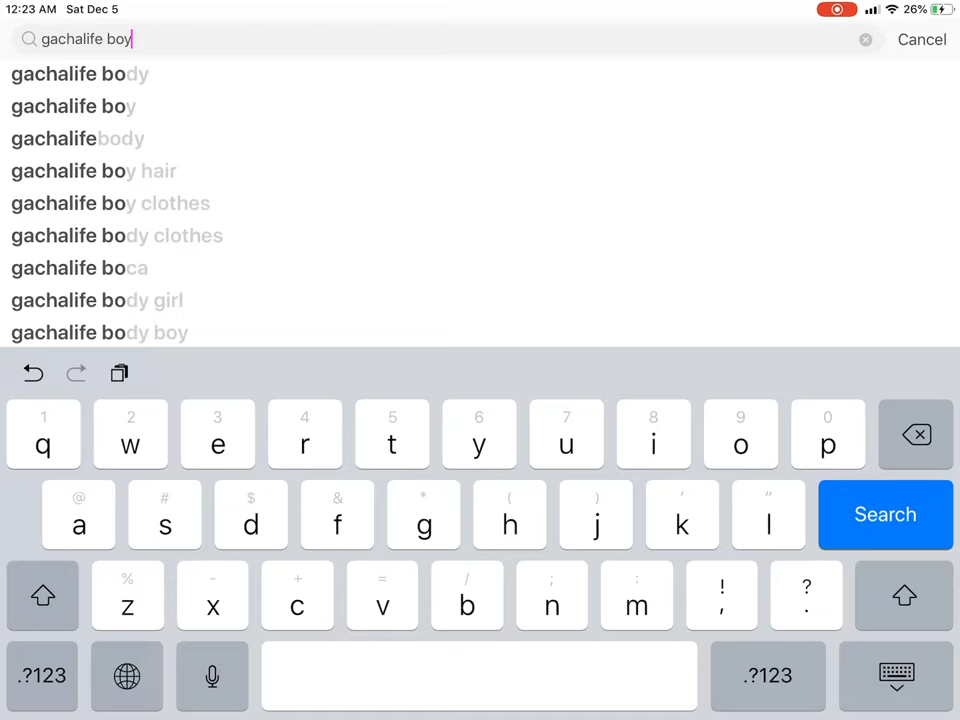 12:23 AM Sat Dec 5 26%
gachalife boy Cancel
gachalife body
gachalife boy
gachalifebody
gachalife boy hair
gachalife boy clothes
gachalife body clothes
gachalife boca
gachalife body girl
gachalife body boy
1 2 3 4 5 6 7 8 9 0
q w e r t y u i o p
@ # $ & * ( ) ' "
a s d f g h j k l Search
% - + = / ; : ! ?
z x c v b n m , .
.?123 .?123